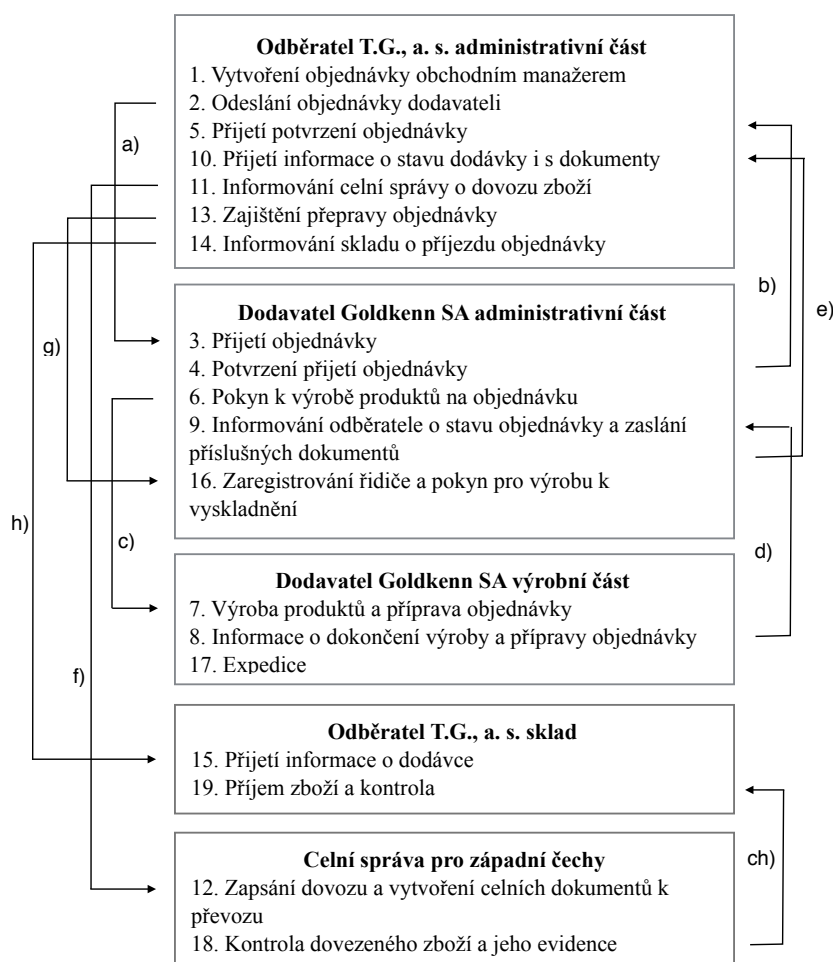 Odběratel T.G., a. s. administrativní část
1. Vytvoření objednávky obchodním manažerem
2. Odeslání objednávky dodavateli
5. Přijetí potvrzení objednávky
10. Přijetí informace o stavu dodávky i s dokumenty
11. Informování celní správy o dovozu zboží
13. Zajištění přepravy objednávky
14. Informování skladu o příjezdu objednávky
a)
b)
e)
Dodavatel Goldkenn SA administrativní část
3. Přijetí objednávky
4. Potvrzení přijetí objednávky
6. Pokyn k výrobě produktů na objednávku
9. Informování odběratele o stavu objednávky a zaslání
příslušných dokumentů
16. Zaregistrování řidiče a pokyn pro výrobu k
vyskladnění
g)
h)
c)
d)
Dodavatel Goldkenn SA výrobní část
7. Výroba produktů a příprava objednávky
8. Informace o dokončení výroby a přípravy objednávky
17. Expedice
f)
Odběratel T.G., a. s. sklad
15. Přijetí informace o dodávce
19. Příjem zboží a kontrola
Celní správa pro západní čechy
12. Zapsání dovozu a vytvoření celních dokumentů k
převozu
18. Kontrola dovezeného zboží a jeho evidence
ch)